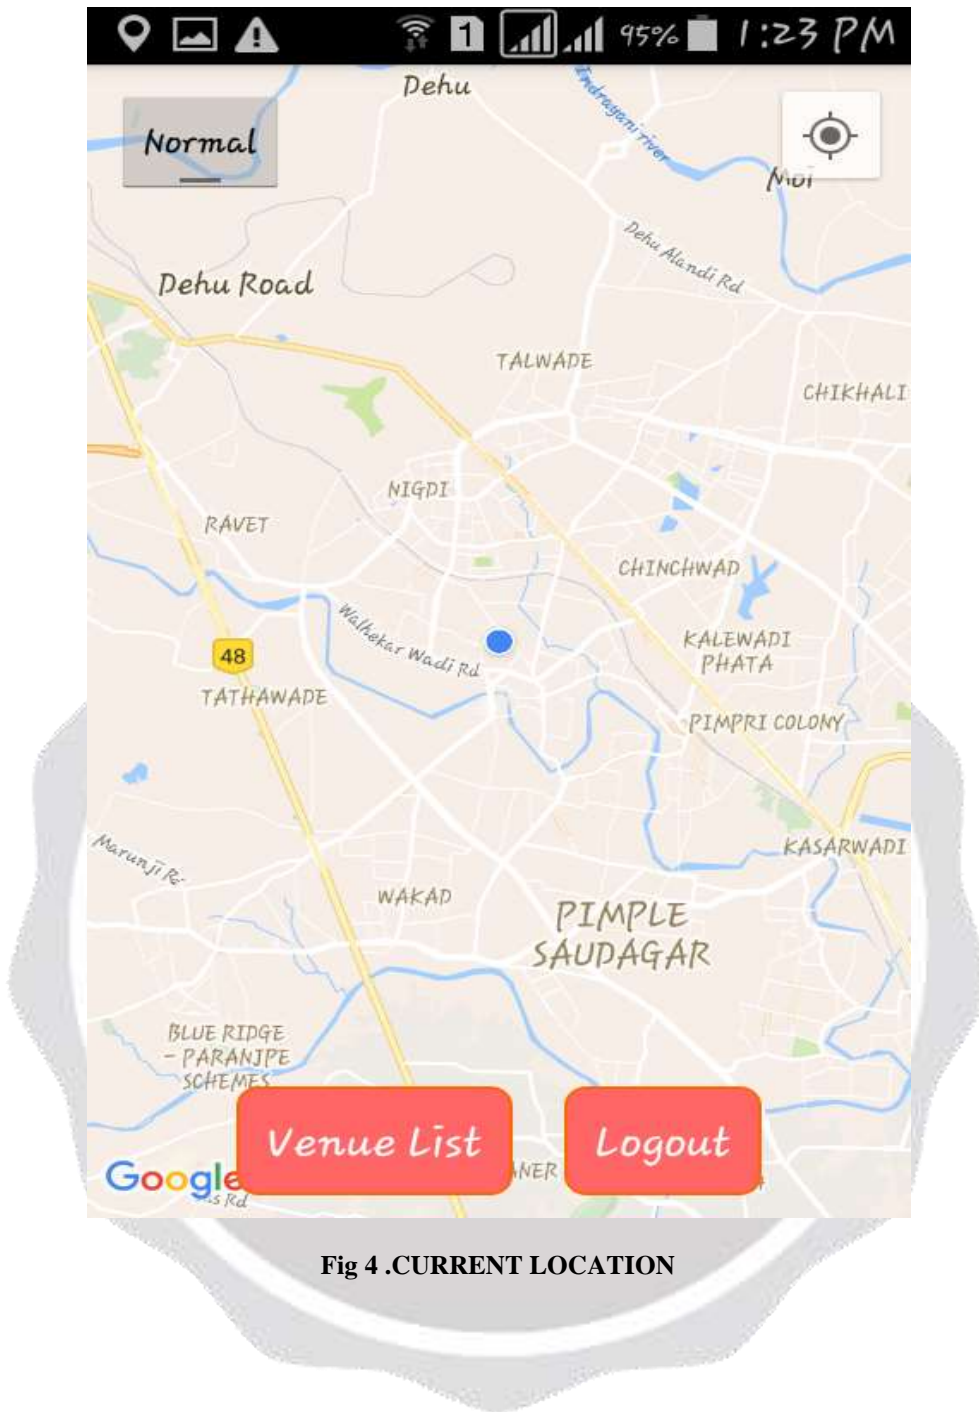 1 95% 1:23 PM
Dehu
Indrayani river
Normal
Moi
Dehu Alandi Rd
Dehu Road
TALWADE
CHIKHALI
NIGDI
RAVET
CHINCHWAD
Walhekar Wadi Rd
KALEWADI
PHATA
48
TATHAWADE
PIMPRI COLONY
Marunji
KASARWADI
WAKAD
PIMPLE
SAUDAGAR
BLUE RIDGE
- PARANJPE
SCHEMES
Venue List
Logout
Google
Rd
Fig 4 .CURRENT LOCATION